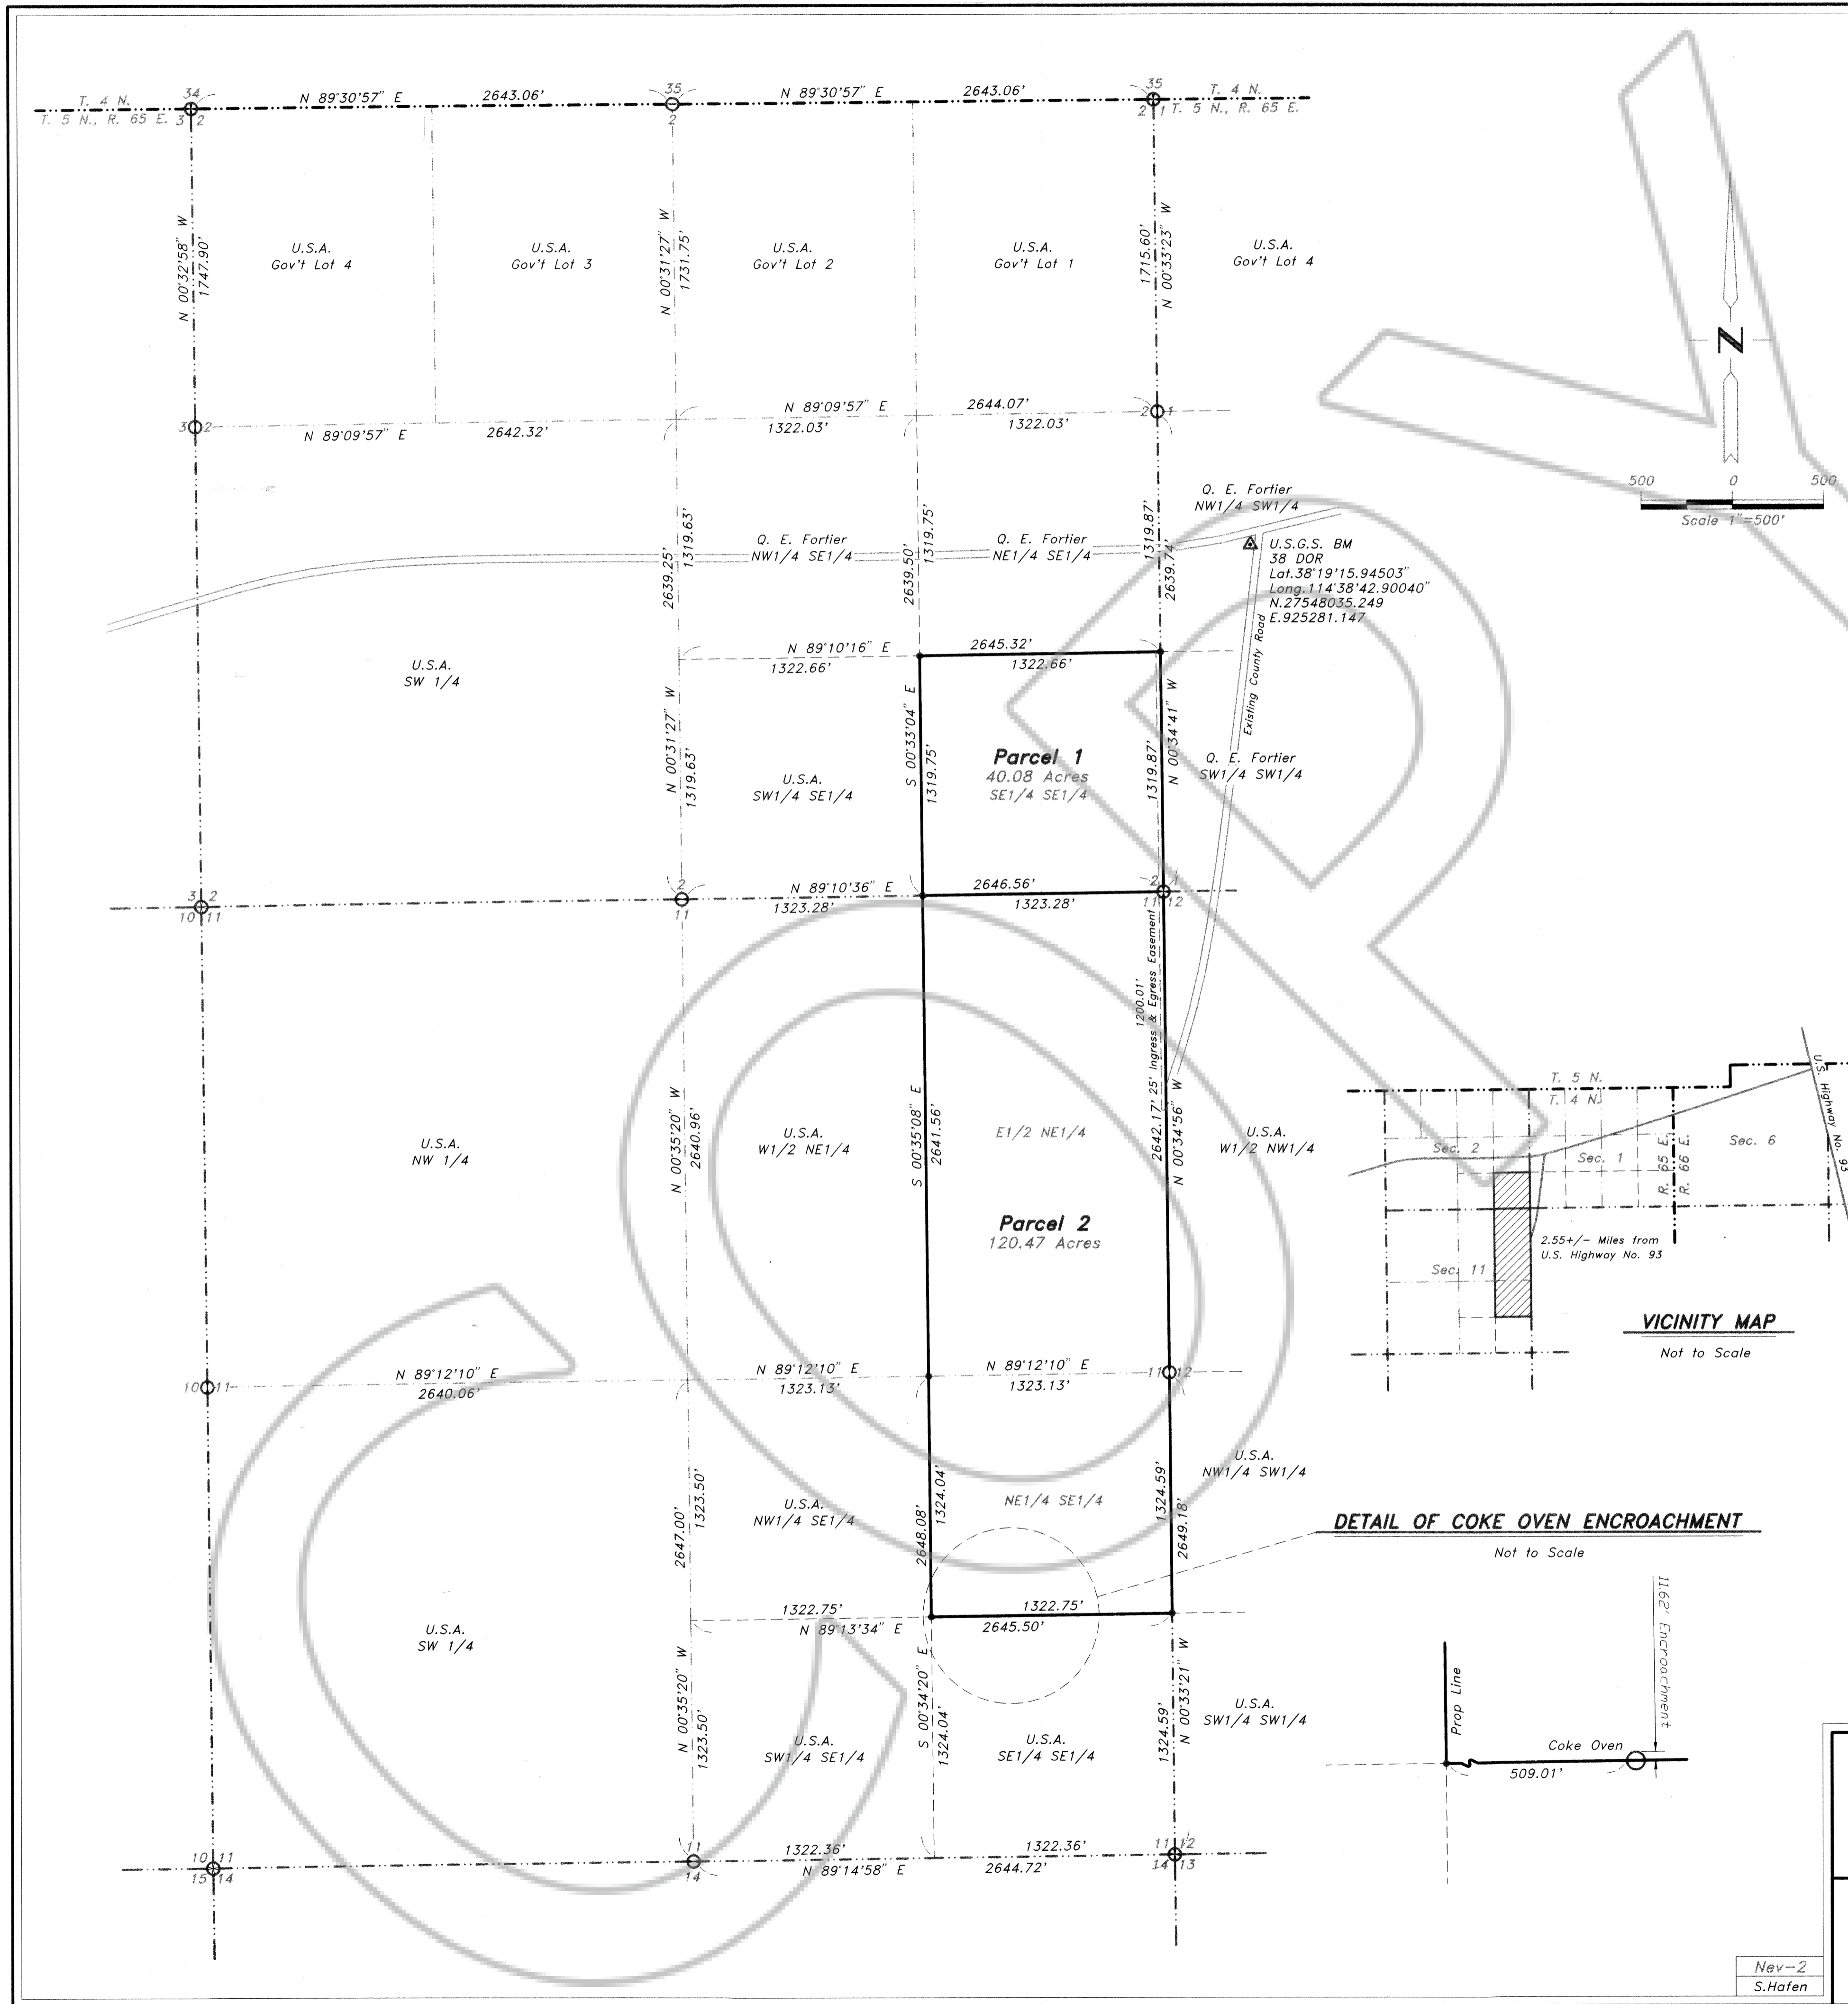 T. 4 N.
T. 5 N., R. 65 E.
34
3 2
N 89°30'57" E 2643.06'
35
2
N 89°30'57" E 2643.06'
35
2 1
T. 4 N.
T. 5 N., R. 65 E.
N 00°32'58" W
1747.90'
U.S.A.
Gov't Lot 4
U.S.A.
Gov't Lot 3
N 00°31'27" W
1731.75'
U.S.A.
Gov't Lot 2
U.S.A.
Gov't Lot 1
1715.60'
N 00°33'23" W
U.S.A.
Gov't Lot 4
N
500 0 500
Scale 1"=500'
3 2
N 89°09'57" E 2642.32'
N 89°09'57" E 2644.07'
1322.03' 1322.03'
2 1
Q. E. Fortier
NW1/4 SW1/4
Q. E. Fortier
NW1/4 SE1/4
Q. E. Fortier
NE1/4 SE1/4
2639.25'
1319.63'
2639.50'
1319.75'
1319.87'
2639.74'
U.S.G.S. BM
38 DOR
Lat.38°19'15.94503"
Long.114°38'42.90040"
N.27548035.249
E.925281.147
Existing County Road
U.S.A.
SW 1/4
N 89°10'16" E 2645.32'
1322.66' 1322.66'
N 00°31'27" W
1319.63'
S 00°33'04" E
1319.75'
Parcel 1
40.08 Acres
SE1/4 SE1/4
1319.87'
N 00°34'41" W
U.S.A.
SW1/4 SE1/4
Q. E. Fortier
SW1/4 SW1/4
3 2
10 11
2
11
N 89°10'36" E 2646.56'
1323.28' 1323.28'
2 1
11 12
1200.01'
25' Ingress & Egress Easement
2642.17'
N 00°34'56" W
N 00°35'20" W
2640.96'
S 00°35'08" E
2641.56'
U.S.A.
NW 1/4
U.S.A.
W1/2 NE1/4
E1/2 NE1/4
U.S.A.
W1/2 NW1/4
Parcel 2
120.47 Acres
T. 5 N.
T. 4 N.
Sec. 2
Sec. 1
R. 65 E.
R. 66 E.
Sec. 6
U.S. Highway No. 93
2.55+/- Miles from
U.S. Highway No. 93
Sec. 11
VICINITY MAP
Not to Scale
10 11
N 89°12'10" E
2640.06'
N 89°12'10" E
1323.13'
N 89°12'10" E
1323.13'
11 12
2647.00'
1323.50'
2648.08'
1324.04'
1324.59'
2649.18'
U.S.A.
NW1/4 SE1/4
NE1/4 SE1/4
U.S.A.
NW1/4 SW1/4
DETAIL OF COKE OVEN ENCROACHMENT
Not to Scale
1322.75' 1322.75'
N 89°13'34" E 2645.50'
U.S.A.
SW 1/4
N 00°35'20" W
1323.50'
S 00°34'20" E
1324.04'
1324.59'
N 00°33'21" W
U.S.A.
SW1/4 SE1/4
U.S.A.
SE1/4 SE1/4
U.S.A.
SW1/4 SW1/4
Prop Line
11.62' Encroachment
Coke Oven
509.01'
10 11
15 14
11
14
1322.36' 1322.36'
N 89°14'58" E 2644.72'
11 12
14 13
Nev-2
S.Hafen
COPY